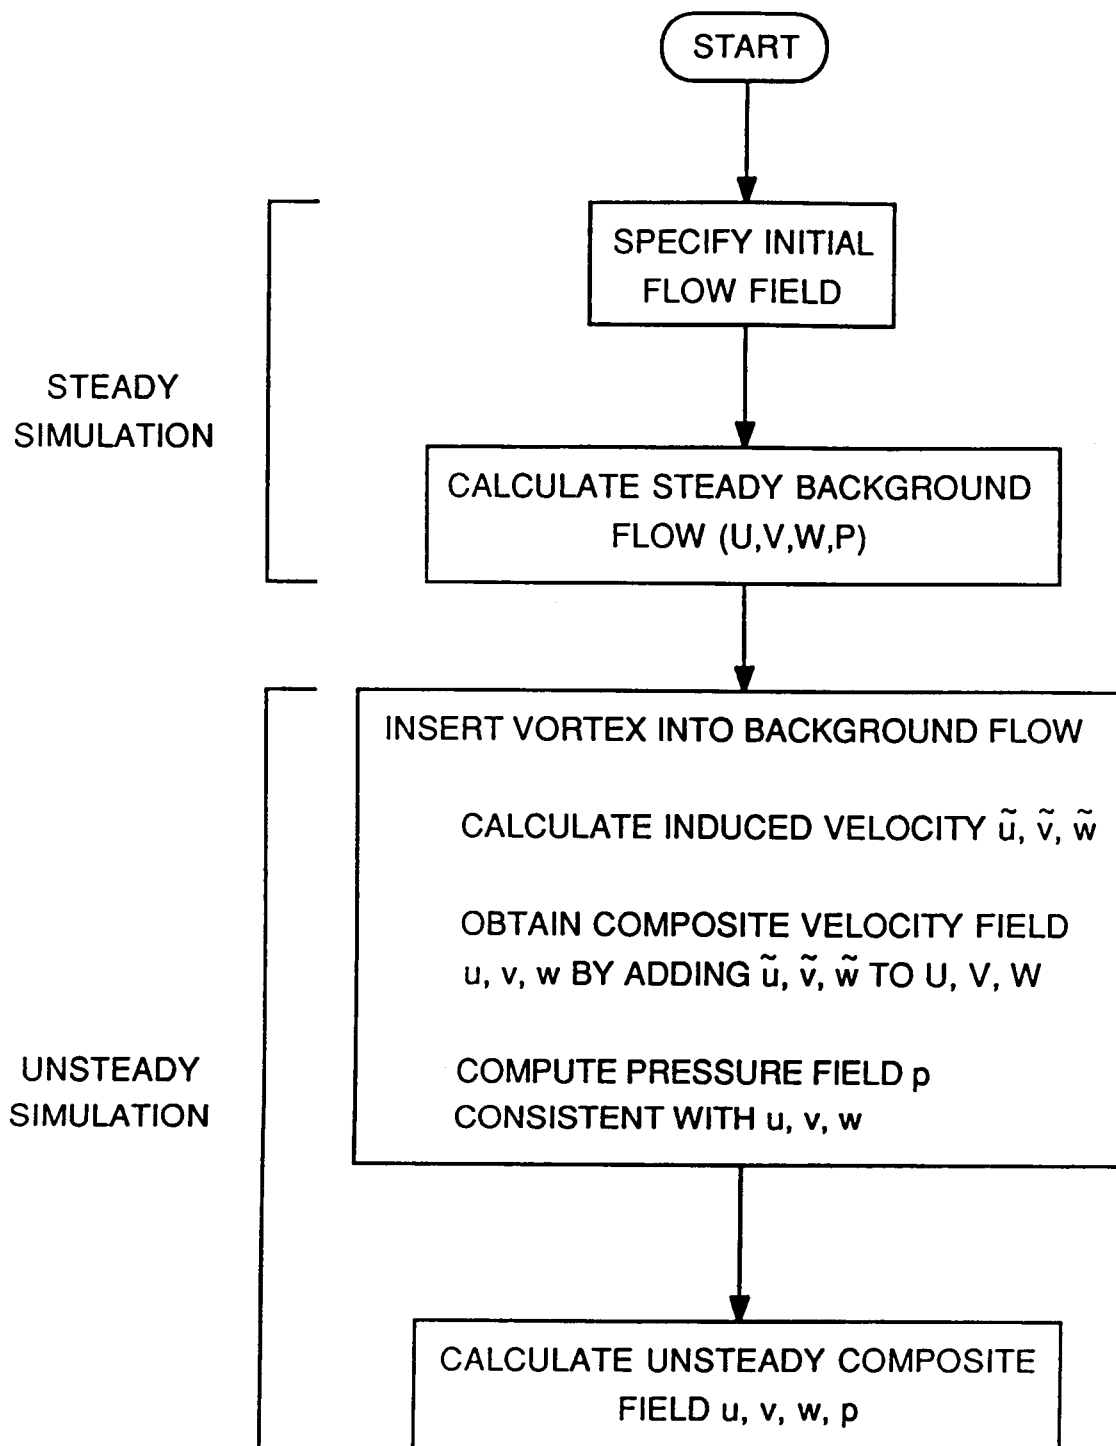 START
SPECIFY INITIAL
FLOW FIELD
STEADY
SIMULATION
CALCULATE STEADY BACKGROUND
FLOW (U,V,W,P)
INSERT VORTEX INTO BACKGROUND FLOW
CALCULATE INDUCED VELOCITY ũ, ṽ, w̃
OBTAIN COMPOSITE VELOCITY FIELD
u, v, w BY ADDING ũ, ṽ, w̃ TO U, V, W
UNSTEADY
SIMULATION
COMPUTE PRESSURE FIELD p
CONSISTENT WITH u, v, w
CALCULATE UNSTEADY COMPOSITE
FIELD u, v, w, p